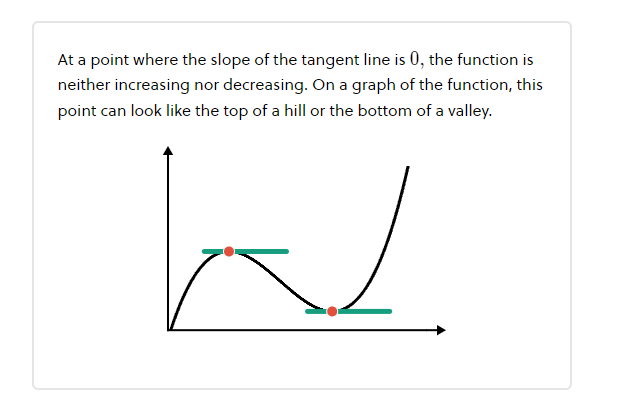 At a point where the slope of the tangent line is 0, the function is
neither increasing nor decreasing. On a graph of the function, this
point can look like the top of a hill or the bottom of a valley.